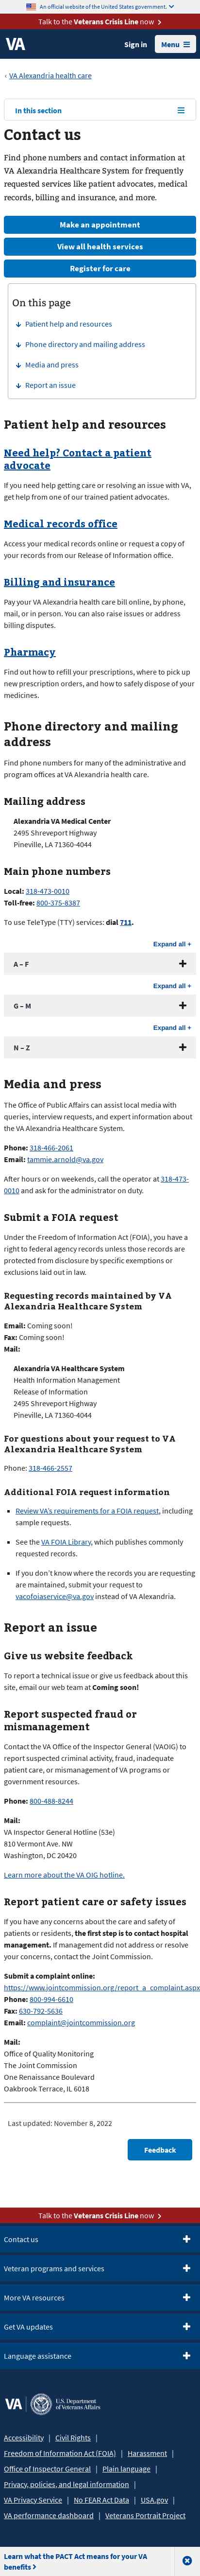 An official website of the United States government.
Talk to the Veterans Crisis Line now
VA
Sign in
Menu
VA Alexandria health care
In this section
Contact us
Find phone numbers and contact information at
VA Alexandria Healthcare System for frequently
requested services like patient advocates, medical
records, billing and insurance, and more.
Make an appointment
View all health services
Register for care
On this page
Patient help and resources
Phone directory and mailing address
Media and press
Report an issue
Patient help and resources
Need help? Contact a patient
advocate
If you need help getting care or resolving an issue with VA,
get help from one of our trained patient advocates.
Medical records office
Access your medical records online or request a copy of
your records from our Release of Information office.
Billing and insurance
Pay your VA Alexandria health care bill online, by phone,
mail, or in person. You can also raise issues or address
billing disputes.
Pharmacy
Find out how to refill your prescriptions, where to pick up
new prescription orders, and how to safely dispose of your
medicines.
Phone directory and mailing
address
Find phone numbers for many of the administrative and
program offices at VA Alexandria health care.
Mailing address
Alexandria VA Medical Center
2495 Shreveport Highway
Pineville, LA 71360-4044
Main phone numbers
Local: 318-473-0010
Toll-free: 800-375-8387
To use TeleType (TTY) services: dial 711.
Expand all +
A – F
Expand all +
G – M
Expand all +
N – Z
Media and press
The Office of Public Affairs can assist local media with
queries, interview requests, and expert information about
VA Alexandria Healthcare System.
Phone: 318-466-2061
Email: tammie.arnold@va.gov
After hours or on weekends, call the operator at 318-473-
0010 and ask for the administrator on duty.
Submit a FOIA request
Under the Freedom of Information Act (FOIA), you have a
right to federal agency records unless those records are
protected from disclosure by specific exemptions or
exclusions laid out in law.
Requesting records maintained by VA
Alexandria Healthcare System
Email: Coming soon!
Fax: Coming soon!
Mail:
Alexandria VA Healthcare System
Health Information Management
Release of Information
2495 Shreveport Highway
Pineville, LA 71360-4044
For questions about your request to VA
Alexandria Healthcare System
Phone: 318-466-2557
Additional FOIA request information
Review VA's requirements for a FOIA request, including
sample requests.
See the VA FOIA Library, which publishes commonly
requested records.
If you don't know where the records you are requesting
are maintained, submit your request to
vacofoiaservice@va.gov instead of VA Alexandria.
Report an issue
Give us website feedback
To report a technical issue or give us feedback about this
site, email our web team at Coming soon!
Report suspected fraud or
mismanagement
Contact the VA Office of the Inspector General (VAOIG) to
report suspected criminal activity, fraud, inadequate
patient care, or mismanagement of VA programs or
government resources.
Phone: 800-488-8244
Mail:
VA Inspector General Hotline (53e)
810 Vermont Ave. NW
Washington, DC 20420
Learn more about the VA OIG hotline.
Report patient care or safety issues
If you have any concerns about the care and safety of
patients or residents, the first step is to contact hospital
management. If management did not address or resolve
your concerns, contact the Joint Commission.
Submit a complaint online:
https://www.jointcommission.org/report_a_complaint.aspx
Phone: 800-994-6610
Fax: 630-792-5636
Email: complaint@jointcommission.org
Mail:
Office of Quality Monitoring
The Joint Commission
One Renaissance Boulevard
Oakbrook Terrace, IL 6018
Last updated: November 8, 2022
Feedback
Talk to the Veterans Crisis Line now
Contact us
Veteran programs and services
More VA resources
Get VA updates
Language assistance
VA
U.S. Department
of Veterans Affairs
Accessibility | Civil Rights |
Freedom of Information Act (FOIA) | Harassment |
Office of Inspector General | Plain language |
Privacy, policies, and legal information |
VA Privacy Service | No FEAR Act Data | USA.gov |
VA performance dashboard | Veterans Portrait Project
Learn what the PACT Act means for your VA
benefits